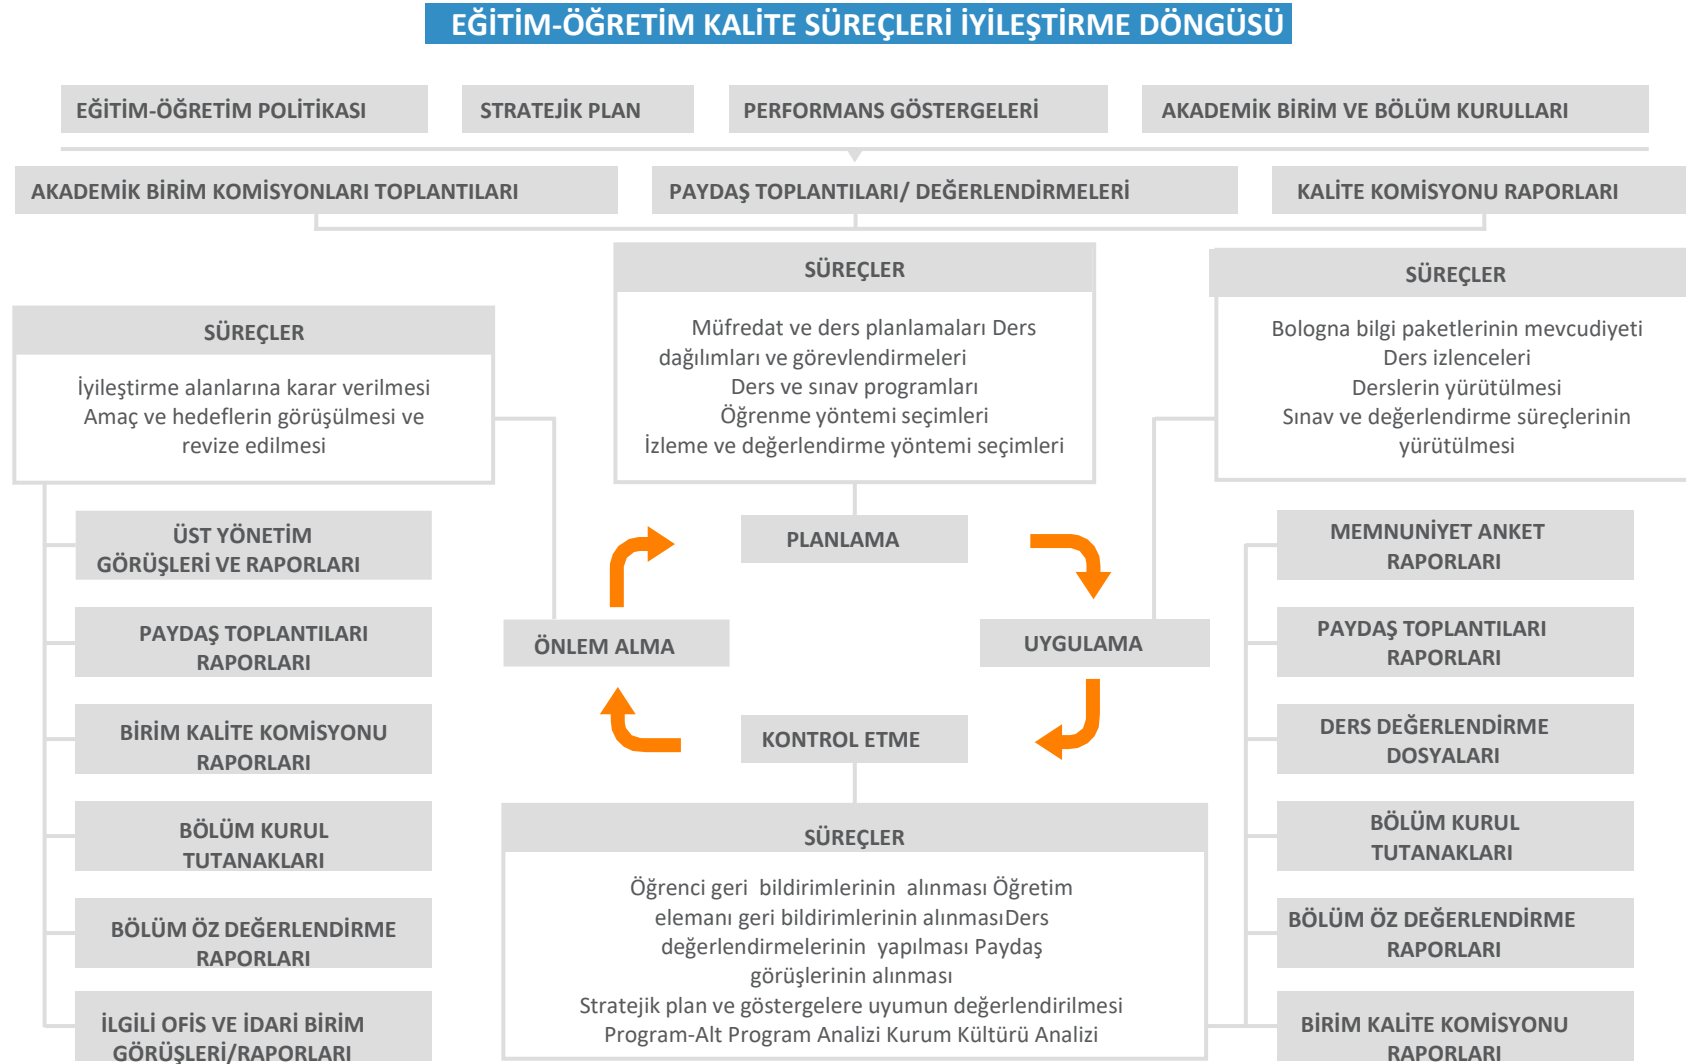 EĞİTİM-ÖĞRETİM KALİTE SÜREÇLERİ İYİLEŞTİRME DÖNGÜSÜ
EĞİTİM-ÖĞRETİM POLİTİKASI
STRATEJİK PLAN
PERFORMANS GÖSTERGELERİ
AKADEMİK BİRİM VE BÖLÜM KURULLARI
AKADEMİK BİRİM KOMİSYONLARI TOPLANTILARI
PAYDAŞ TOPLANTILARI/ DEĞERLENDİRMELERİ
KALİTE KOMİSYONU RAPORLARI
SÜREÇLER
İyileştirme alanlarına karar verilmesi
Amaç ve hedeflerin görüşülmesi ve
revize edilmesi
SÜREÇLER
Müfredat ve ders planlamaları Ders
dağılımları ve görevlendirmeleri
Ders ve sınav programları
Öğrenme yöntemi seçimleri
İzleme ve değerlendirme yöntemi seçimleri
SÜREÇLER
Bologna bilgi paketlerinin mevcudiyeti
Ders izlenceleri
Derslerin yürütülmesi
Sınav ve değerlendirme süreçlerinin
yürütülmesi
PLANLAMA
ÖNLEM ALMA
UYGULAMA
KONTROL ETME
ÜST YÖNETİM
GÖRÜŞLERİ VE RAPORLARI
PAYDAŞ TOPLANTILARI
RAPORLARI
BİRİM KALİTE KOMİSYONU
RAPORLARI
BÖLÜM KURUL
TUTANAKLARI
BÖLÜM ÖZ DEĞERLENDİRME
RAPORLARI
İLGİLİ OFİS VE İDARİ BİRİM
GÖRÜŞLERİ/RAPORLARI
SÜREÇLER
Öğrenci geri bildirimlerinin alınması Öğretim
elemanı geri bildirimlerinin alınmasıDers
değerlendirmelerinin yapılması Paydaş
görüşlerinin alınması
Stratejik plan ve göstergelere uyumun değerlendirilmesi
Program-Alt Program Analizi Kurum Kültürü Analizi
MEMNUNİYET ANKET
RAPORLARI
PAYDAŞ TOPLANTILARI
RAPORLARI
DERS DEĞERLENDİRME
DOSYALARI
BÖLÜM KURUL
TUTANAKLARI
BÖLÜM ÖZ DEĞERLENDİRME
RAPORLARI
BİRİM KALİTE KOMİSYONU
RAPORLARI